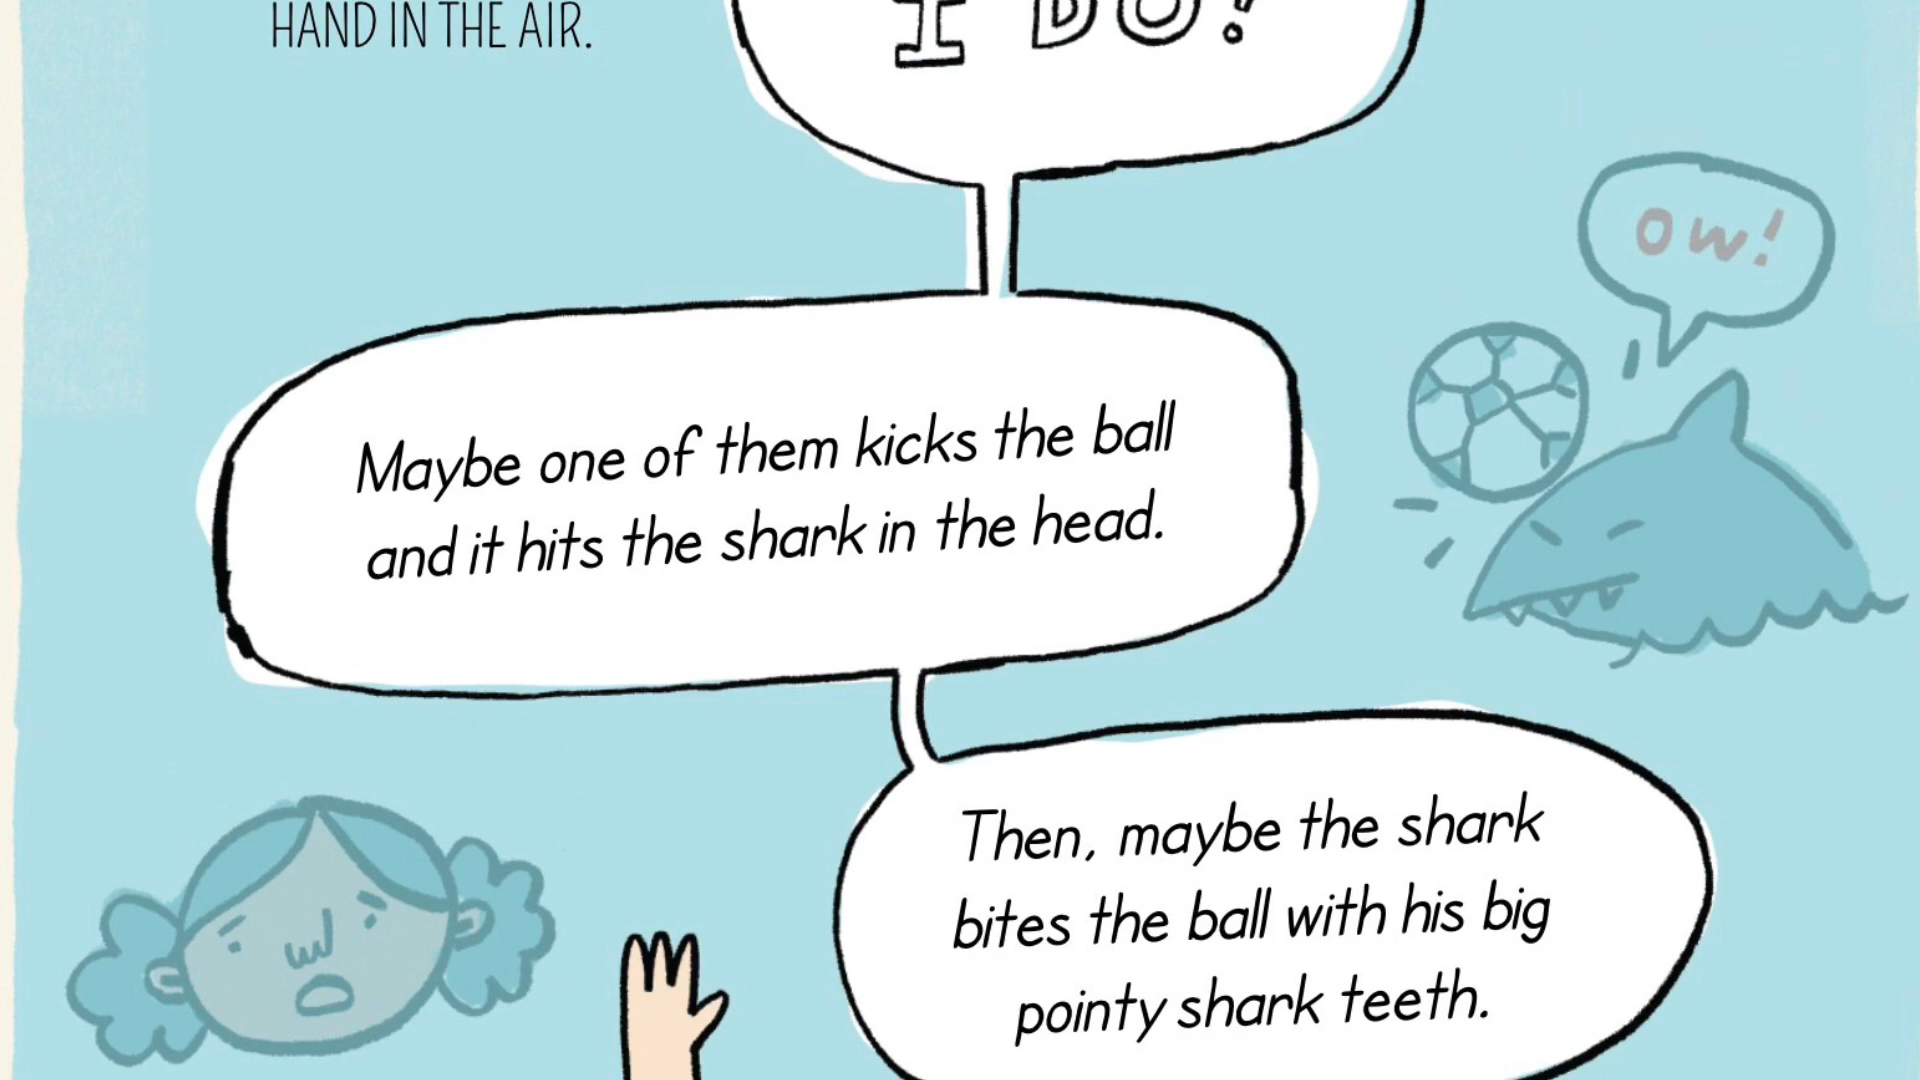 HAND IN THE AIR.
I DO!
OW!
Maybe one of them kicks the ball
and it hits the shark in the head.
Then, maybe the shark
bites the ball with his big
pointy shark teeth.